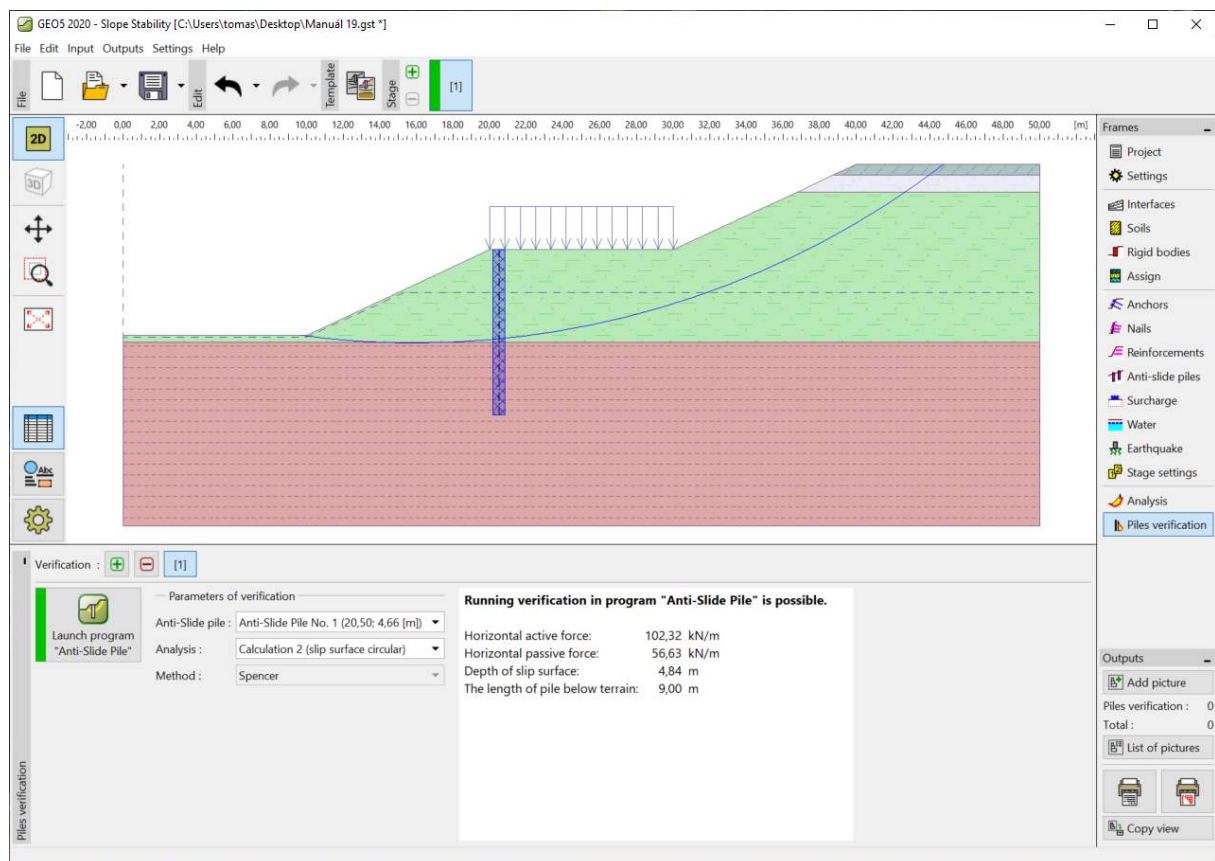 GEO5 2020 - Slope Stability [C:\Users\tomas\Desktop\Manuál 19.gst *]
File Edit Input Outputs Settings Help
File
Edit
Template
Stage
[1]
-2,00 0,00 2,00 4,00 6,00 8,00 10,00 12,00 14,00 16,00 18,00 20,00 22,00 24,00 26,00 28,00 30,00 32,00 34,00 36,00 38,00 40,00 42,00 44,00 46,00 48,00 50,00 [m]
2D
3D
Abc
Frames
Project
Settings
Interfaces
Soils
Rigid bodies
Assign
Anchors
Nails
Reinforcements
Anti-slide piles
Surcharge
Water
Earthquake
Stage settings
Analysis
Piles verification
Verification :
[1]
Launch program
"Anti-Slide Pile"
Parameters of verification
Anti-Slide pile : Anti-Slide Pile No. 1 (20,50; 4,66 [m])
Analysis : Calculation 2 (slip surface circular)
Method : Spencer
Running verification in program "Anti-Slide Pile" is possible.
Horizontal active force: 102,32 kN/m
Horizontal passive force: 56,63 kN/m
Depth of slip surface: 4,84 m
The length of pile below terrain: 9,00 m
Piles verification
Outputs
Add picture
Piles verification : 0
Total : 0
List of pictures
Copy view